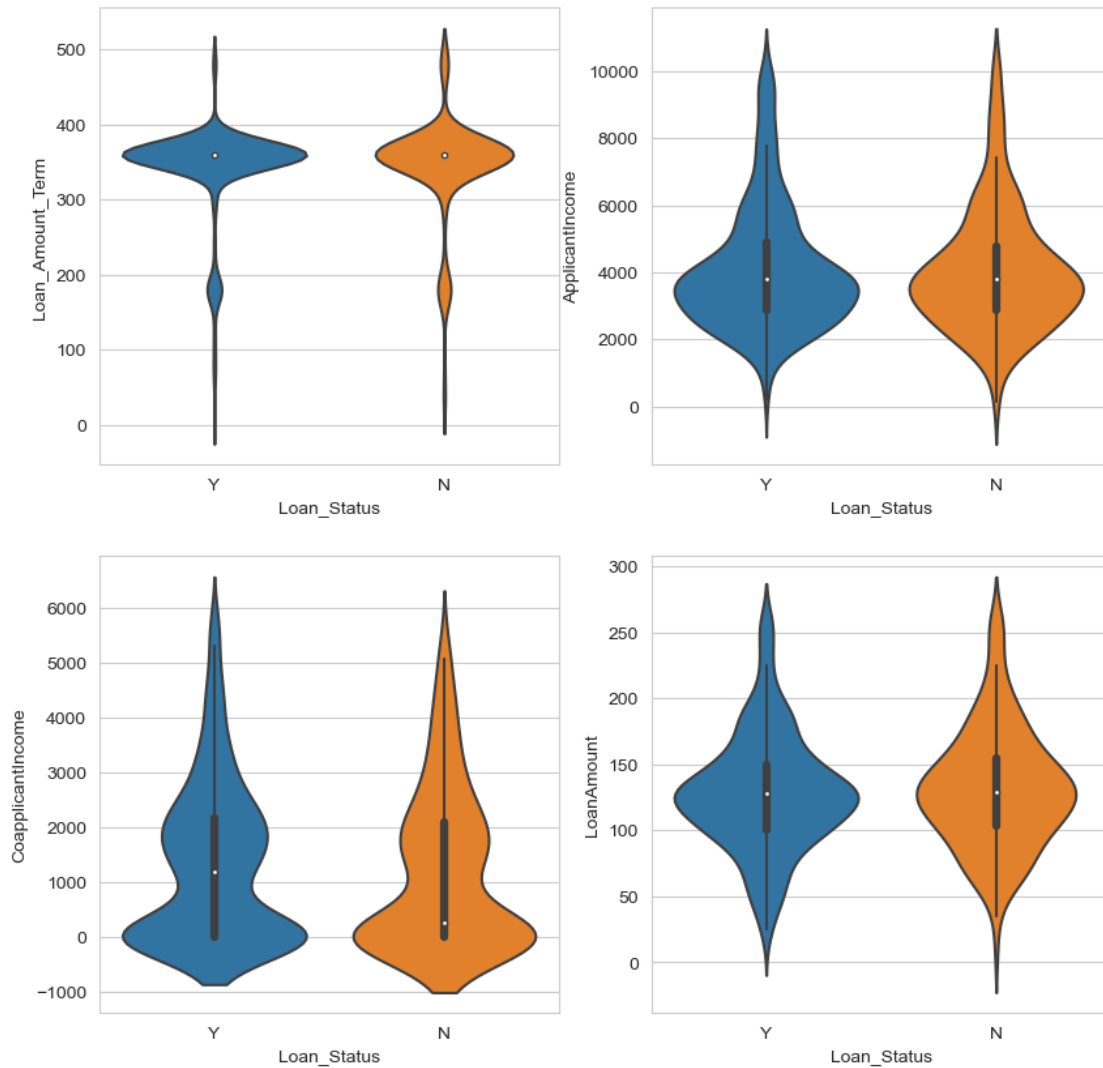 500
400
300
200
100
0
Loan_Amount_Term
Y
N
Loan_Status
10000
8000
6000
4000
2000
0
ApplicantIncome
Y
N
Loan_Status
6000
5000
4000
3000
2000
1000
0
−1000
CoapplicantIncome
Y
N
Loan_Status
300
250
200
150
100
50
0
LoanAmount
Y
N
Loan_Status